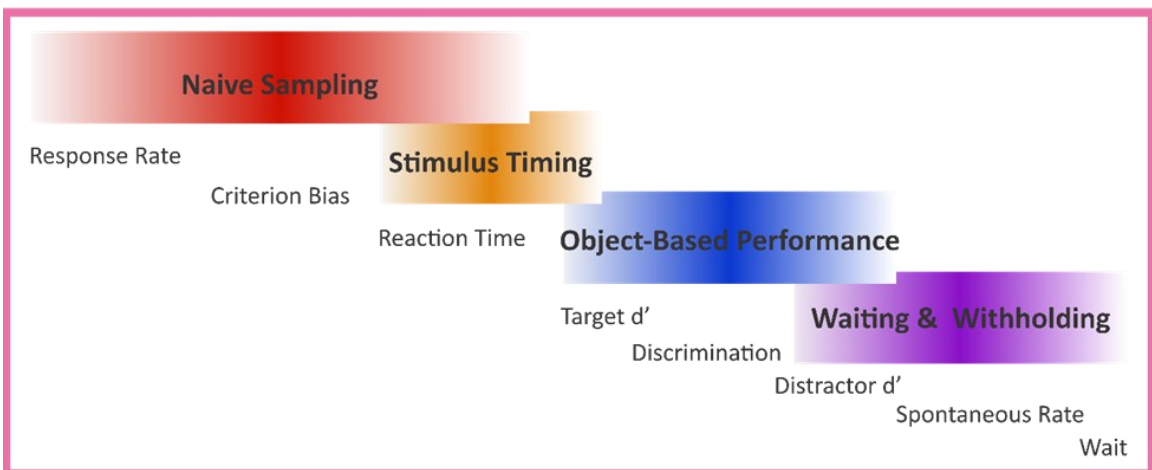 Naive Sampling
Response Rate
Stimulus Timing
Criterion Bias
Reaction Time
Object-Based Performance
Target d’
Waiting & Withholding
Discrimination
Distractor d’
Spontaneous Rate
Wait